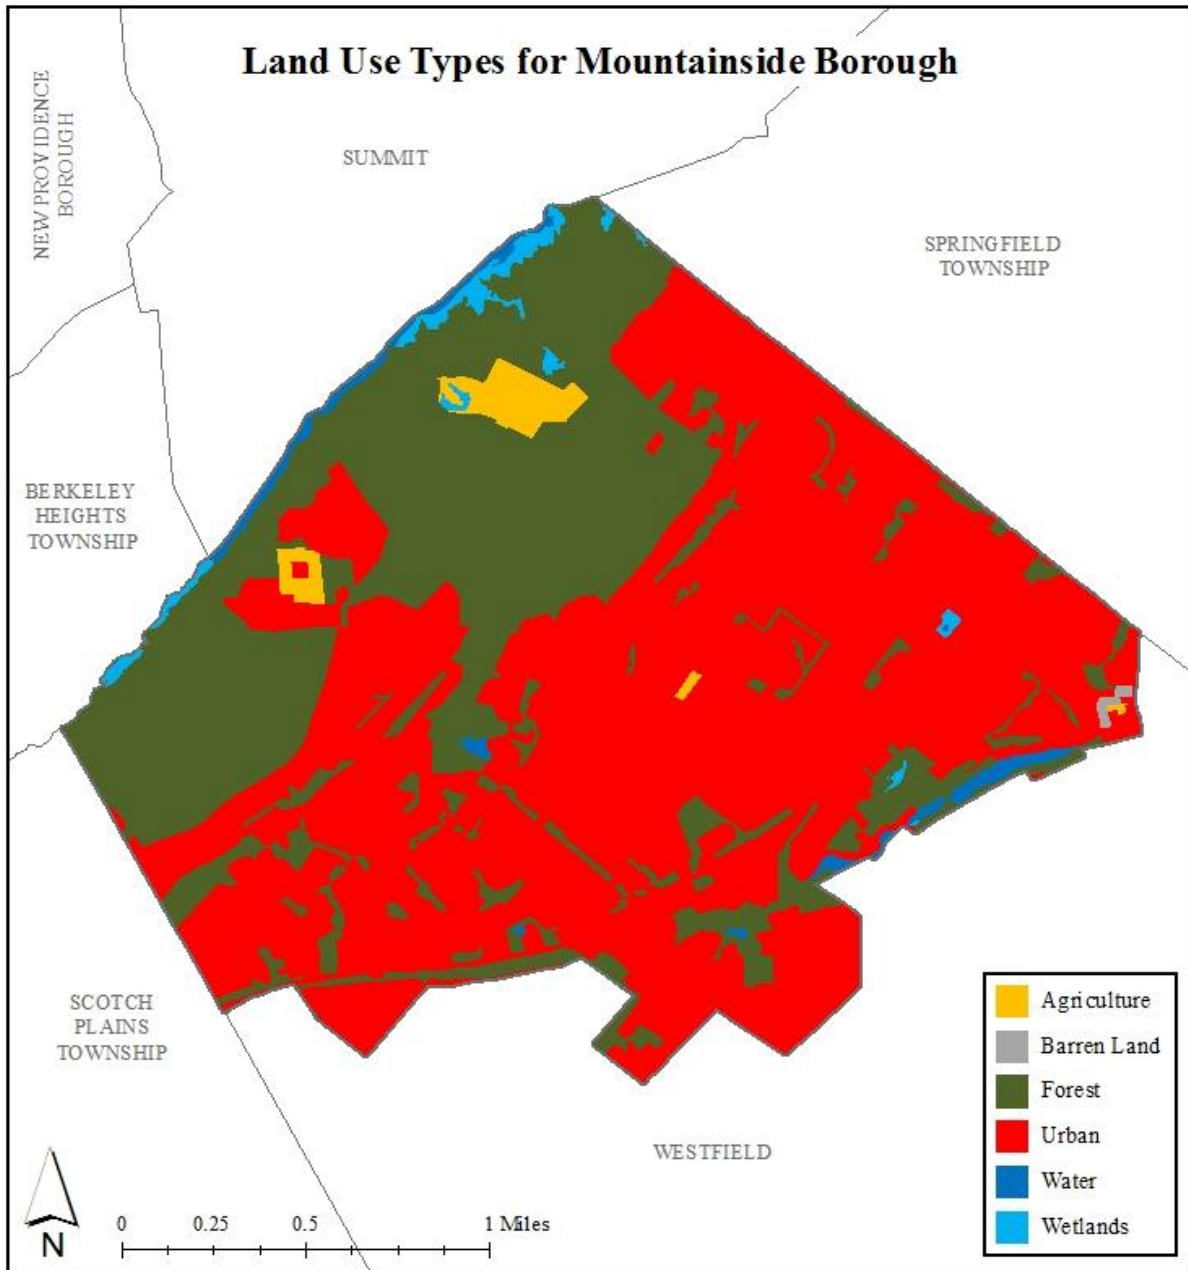 Land Use Types for Mountainside Borough
NEW PROVIDENCE
BOROUGH
SUMMIT
SPRINGFIELD
TOWNSHIP
BERKELEY
HEIGHTS
TOWNSHIP
SCOTCH
PLAINS
TOWNSHIP
WESTFIELD
Agriculture
Barren Land
Forest
Urban
Water
Wetlands
N
0 0.25 0.5 1 Miles